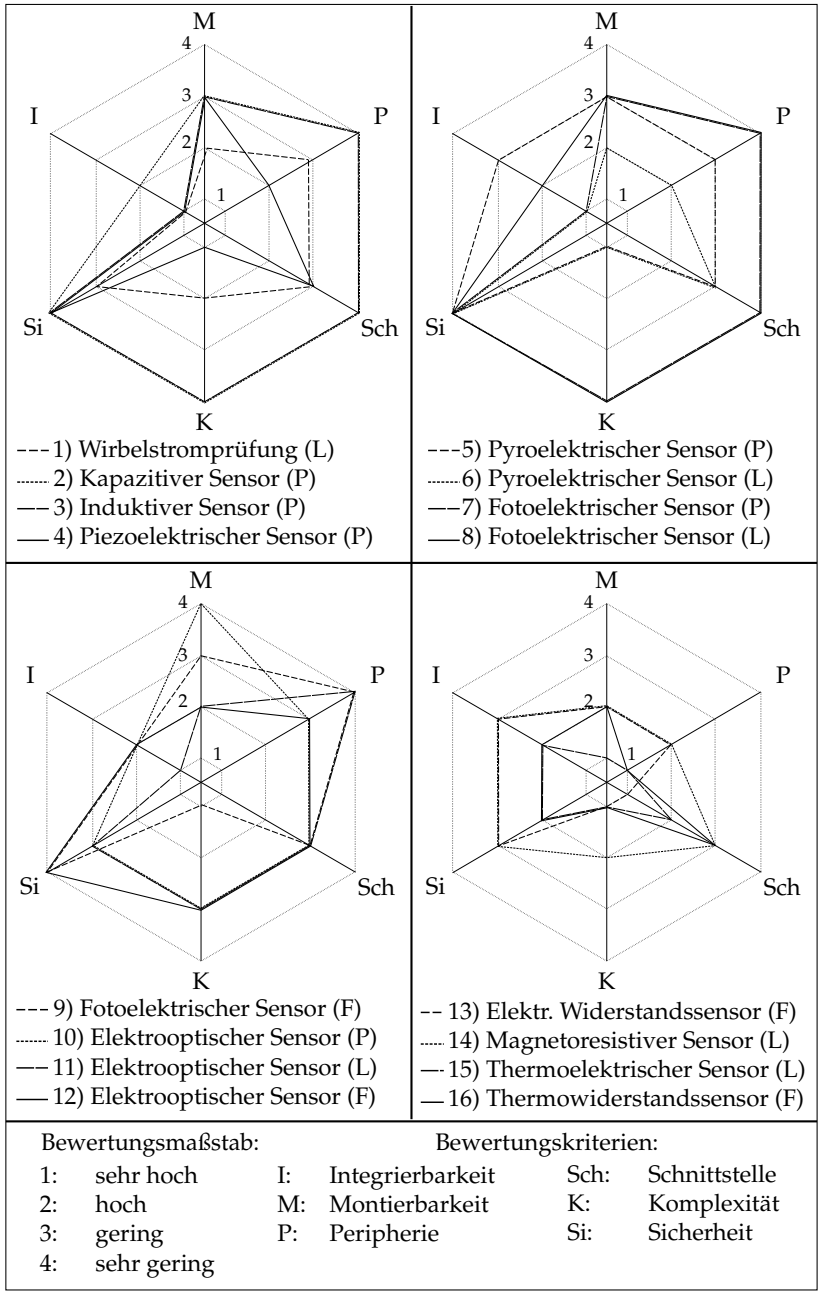 M
4
3
2
1
I
P
Si
Sch
K
1) Wirbelstromprüfung (L)
2) Kapazitiver Sensor (P)
3) Induktiver Sensor (P)
4) Piezoelektrischer Sensor (P)
M
4
3
2
1
I
P
Si
Sch
K
5) Pyroelektrischer Sensor (P)
6) Pyroelektrischer Sensor (L)
7) Fotoelektrischer Sensor (P)
8) Fotoelektrischer Sensor (L)
M
4
3
2
1
I
P
Si
Sch
K
9) Fotoelektrischer Sensor (F)
10) Elektrooptischer Sensor (P)
11) Elektrooptischer Sensor (L)
12) Elektrooptischer Sensor (F)
M
4
3
2
1
I
P
Si
Sch
K
13) Elektr. Widerstandssensor (F)
14) Magnetoresistiver Sensor (L)
15) Thermoelektrischer Sensor (L)
16) Thermowiderstandssensor (F)
Bewertungsmaßstab: Bewertungskriterien:
1: sehr hoch I: Integrierbarkeit Sch: Schnittstelle
2: hoch M: Montierbarkeit K: Komplexität
3: gering P: Peripherie Si: Sicherheit
4: sehr gering